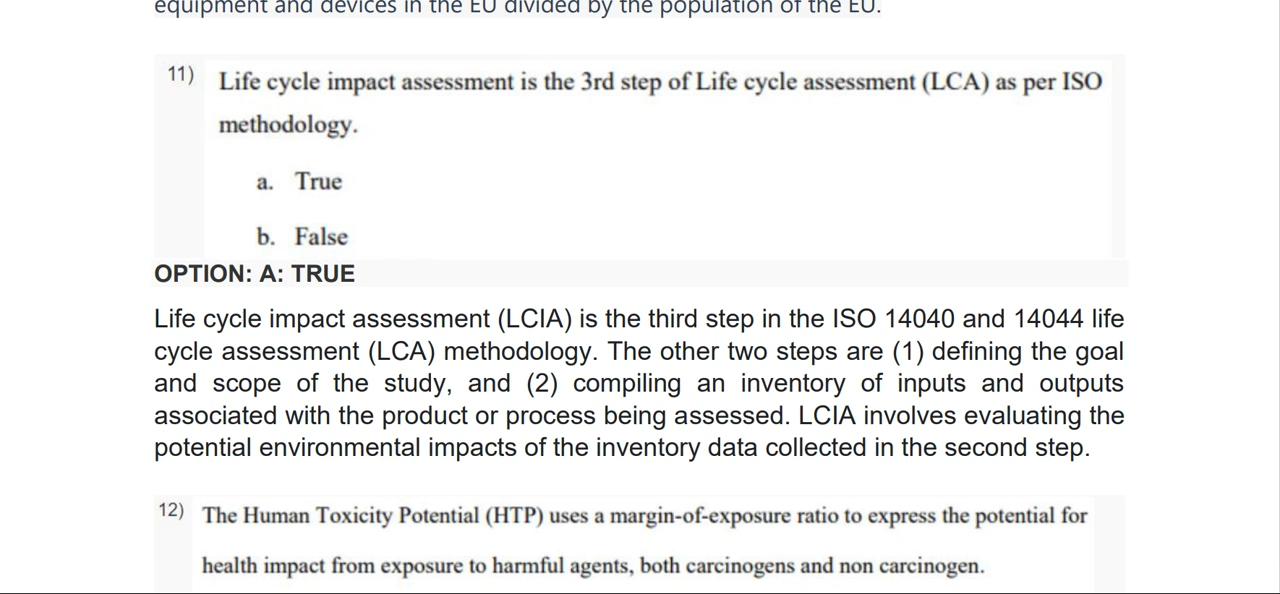 equipment and devices in the EU divided by the population of the EU.
11) Life cycle impact assessment is the 3rd step of Life cycle assessment (LCA) as per ISO
methodology.
a. True
b. False
OPTION: A: TRUE
Life cycle impact assessment (LCIA) is the third step in the ISO 14040 and 14044 life
cycle assessment (LCA) methodology. The other two steps are (1) defining the goal
and scope of the study, and (2) compiling an inventory of inputs and outputs
associated with the product or process being assessed. LCIA involves evaluating the
potential environmental impacts of the inventory data collected in the second step.
12) The Human Toxicity Potential (HTP) uses a margin-of-exposure ratio to express the potential for
health impact from exposure to harmful agents, both carcinogens and non carcinogen.